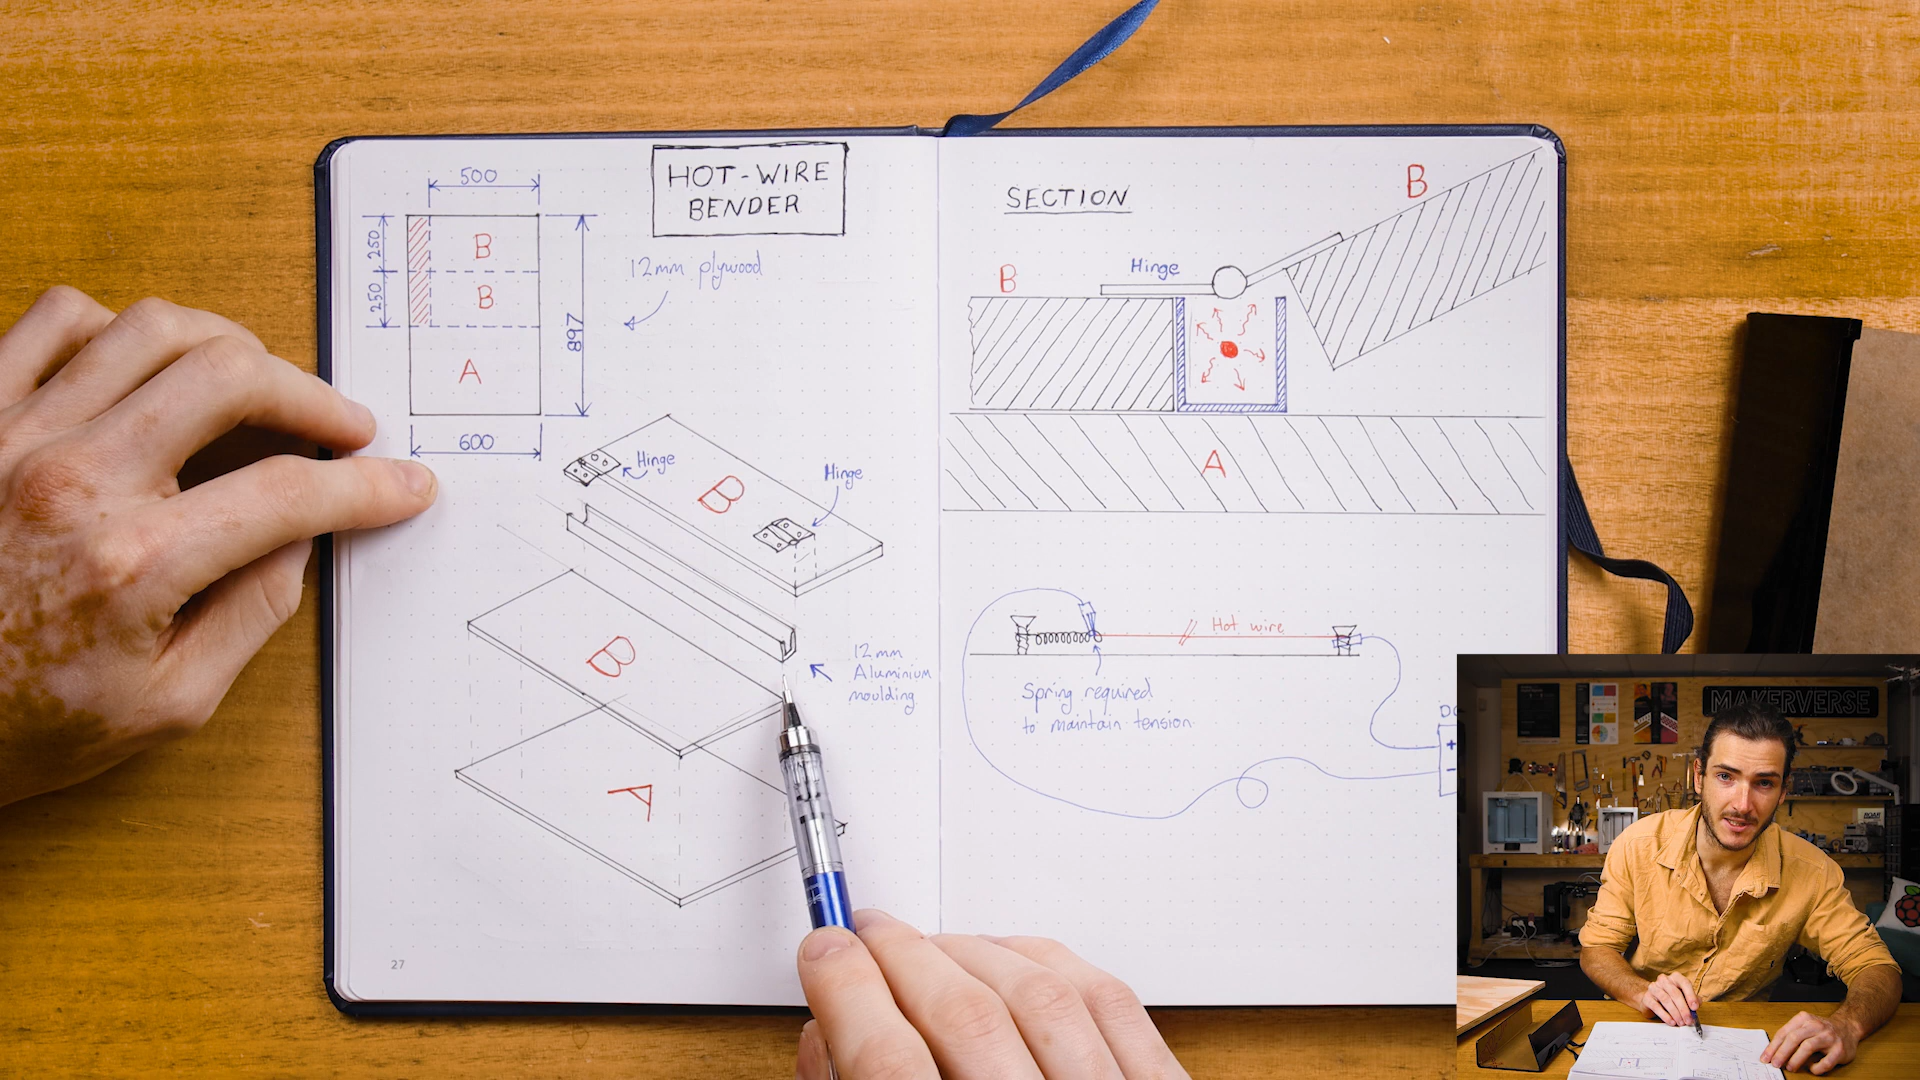 HOT-WIRE
BENDER
500
250
250
B
B
A
897
600
12mm plywood
Hinge
Hinge
B
B
A
12mm
Aluminium
moulding
27
SECTION
B
Hinge
B
A
Hot wire
Spring required
to maintain tension
+
-
MAKERVERSE